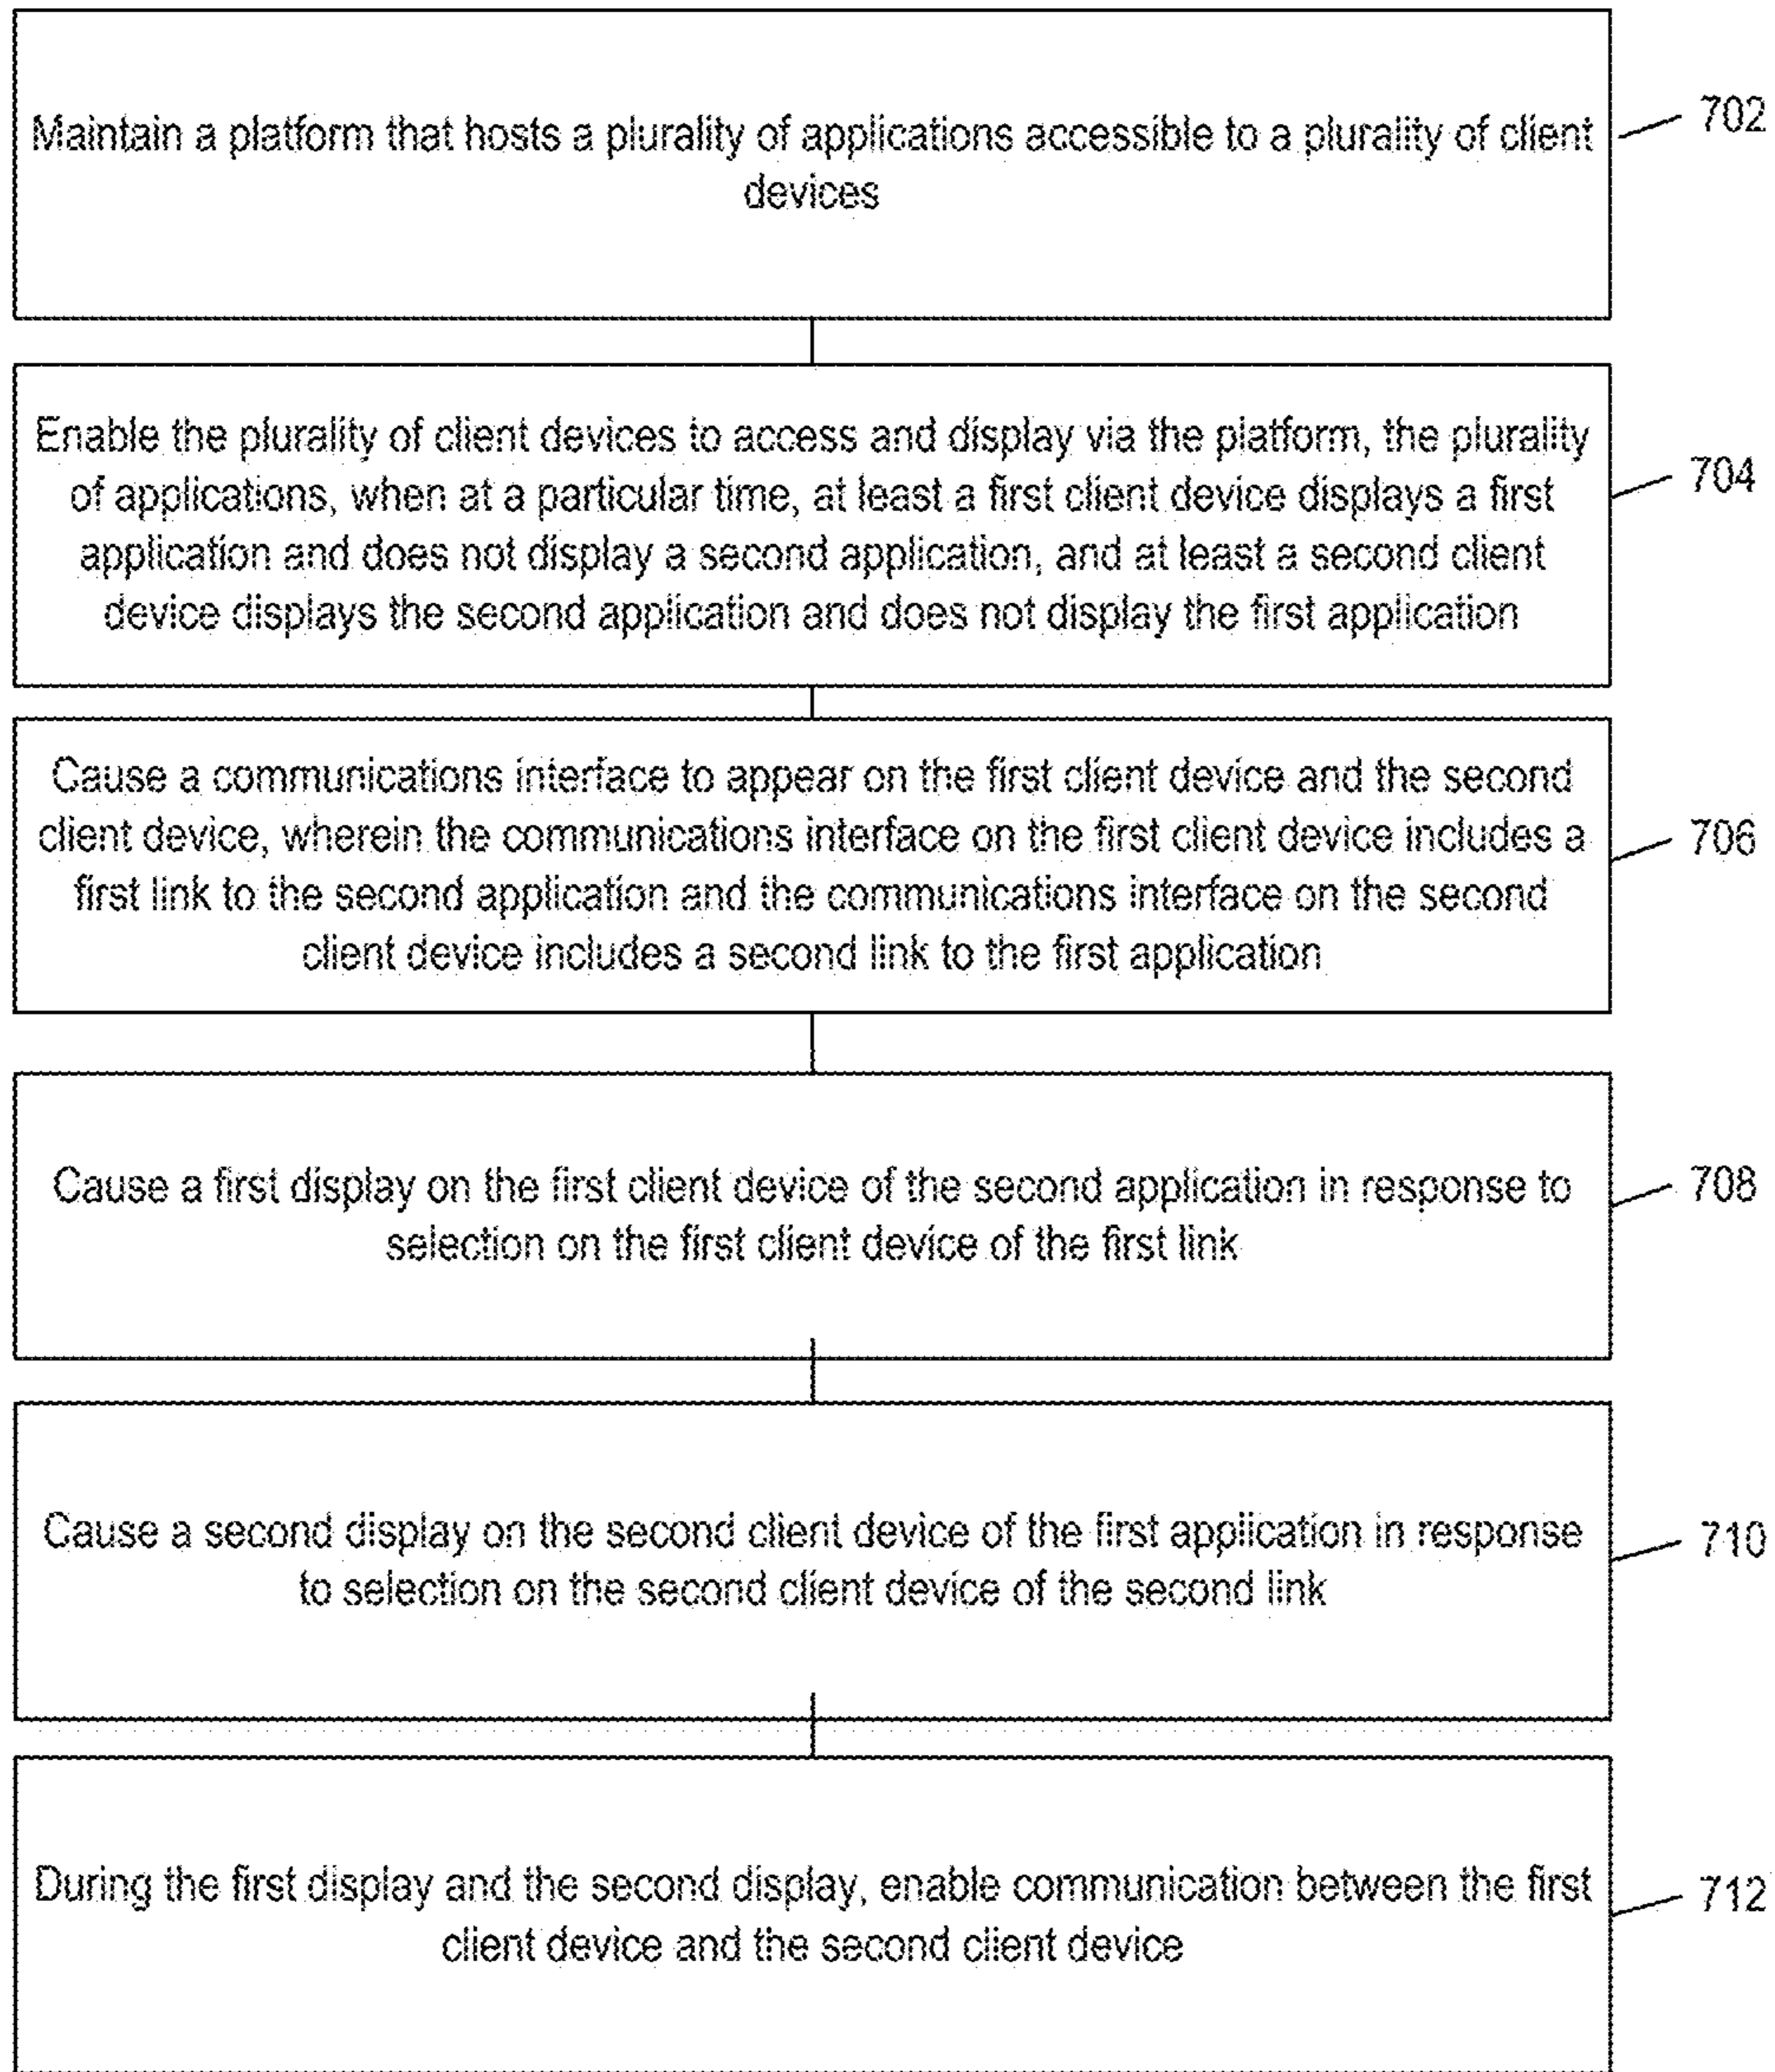 Maintain a platform that hosts a plurality of applications accessible to a plurality of client
devices
702
Enable the plurality of client devices to access and display via the platform, the plurality
of applications, when at a particular time, at least a first client device displays a first
application and does not display a second application, and at least a second client
device displays the second application and does not display the first application
704
Cause a communications interface to appear on the first client device and the second
client device, wherein the communications interface on the first client device includes a
first link to the second application and the communications interface on the second
client device includes a second link to the first application
706
Cause a first display on the first client device of the second application in response to
selection on the first client device of the first link
708
Cause a second display on the second client device of the first application in response
to selection on the second client device of the second link
710
During the first display and the second display, enable communication between the first
client device and the second client device
712